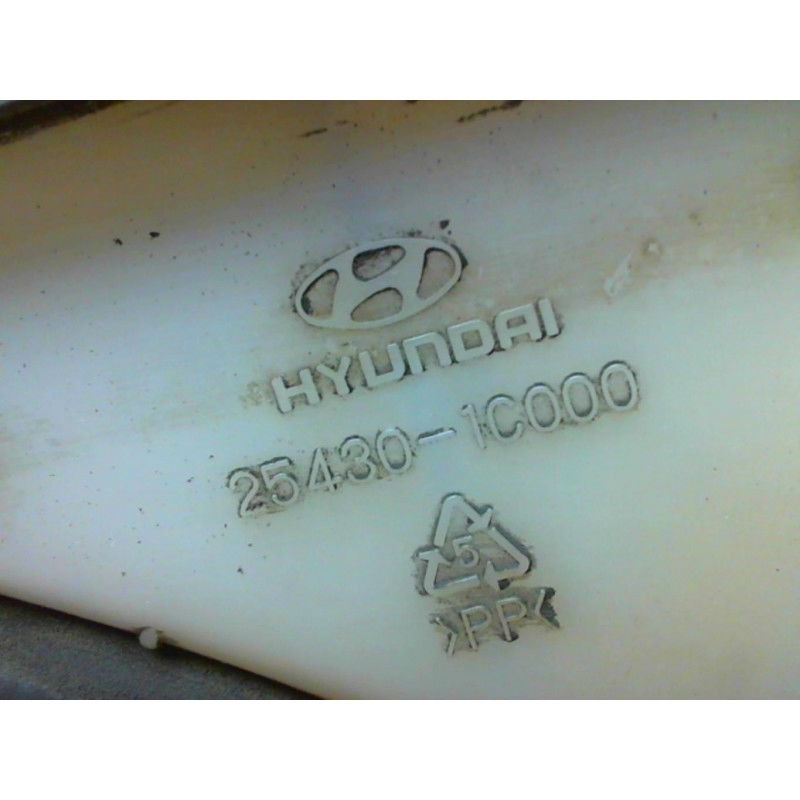 HYUNDAI
25430-1C000
5
>PP<